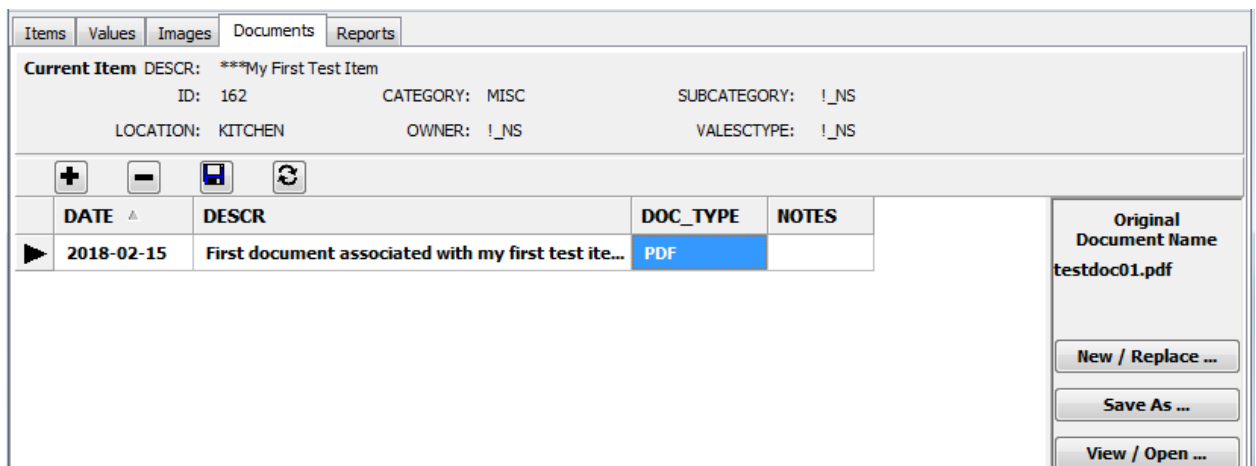 Items Values Images Documents Reports
Current Item DESCR: ***My First Test Item
ID: 162 CATEGORY: MISC SUBCATEGORY: !_NS
LOCATION: KITCHEN OWNER: !_NS VALESCTYPE: !_NS
DATE DESCR DOC_TYPE NOTES
2018-02-15 First document associated with my first test ite... PDF
Original
Document Name
testdoc01.pdf
New / Replace ...
Save As ...
View / Open ...